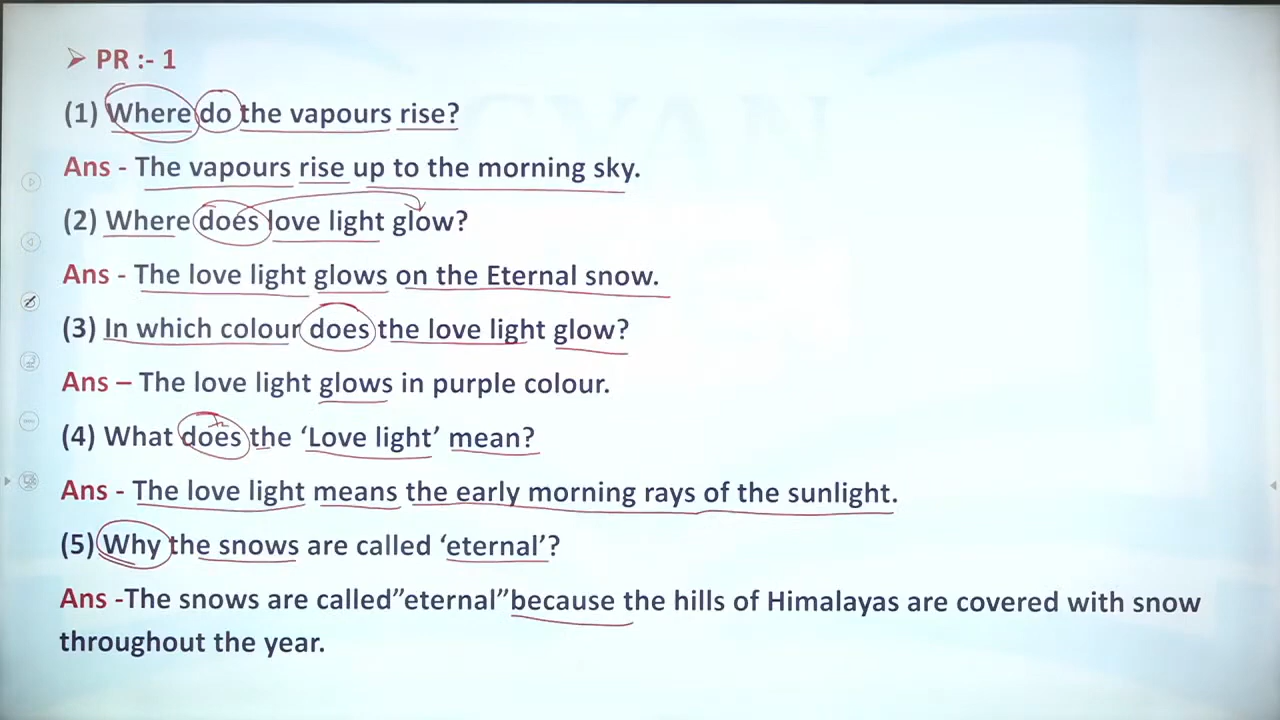 ➢ PR :- 1
(1) Where do the vapours rise?
Ans - The vapours rise up to the morning sky.
(2) Where does love light glow?
Ans - The love light glows on the Eternal snow.
(3) In which colour does the love light glow?
Ans – The love light glows in purple colour.
(4) What does the ‘Love light’ mean?
Ans - The love light means the early morning rays of the sunlight.
(5) Why the snows are called ‘eternal’?
Ans -The snows are called”eternal”because the hills of Himalayas are covered with snow
throughout the year.